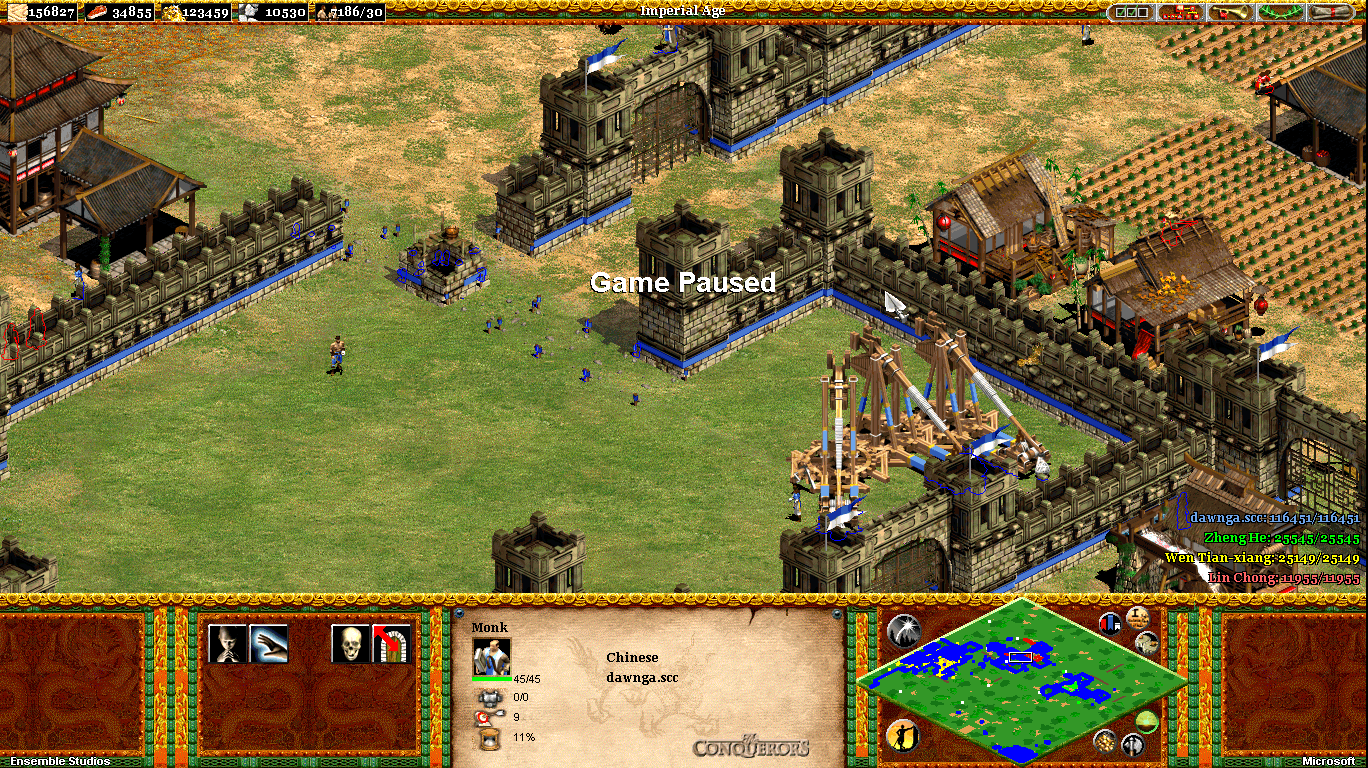 156827 34855 123459 10530 7186/30 Imperial Age
Game Paused
dawnga.scc: 116451/116451
Zheng He: 25545/25545
Wen Tian-xiang: 25149/25149
Lin Chong: 11955/11955
Monk
Chinese
dawnga.scc
45/45
0/0
9
11%
The Conquerors
Ensemble Studios
Microsoft